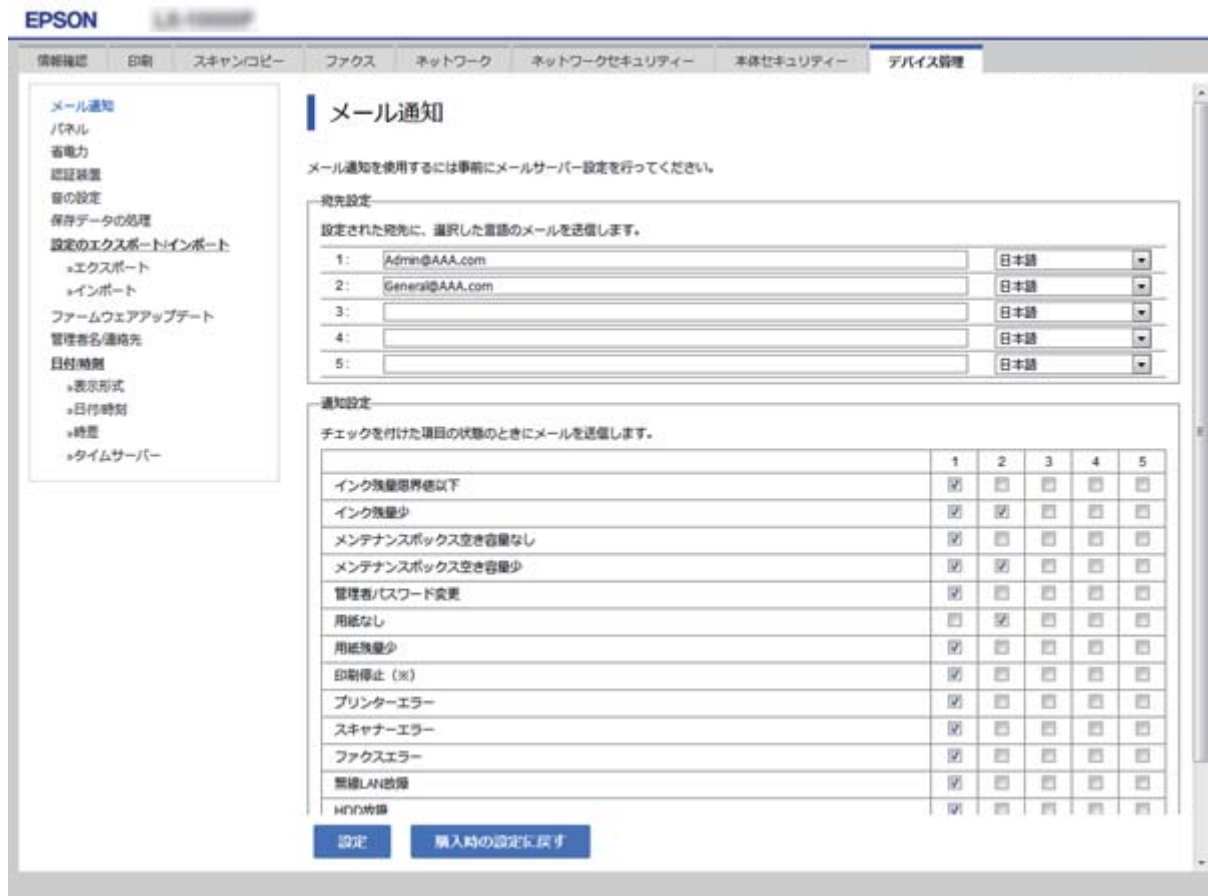 EPSON
情報確認 印刷 スキャン/コピー ファクス ネットワーク ネットワークセキュリティー 本体セキュリティー デバイス管理
メール通知
パネル
省電力
認証装置
音の設定
保存データの処理
設定のエクスポート/インポート
»エクスポート
»インポート
ファームウェアアップデート
管理者名/連絡先
日付/時刻
»表示形式
»日付/時刻
»時差
»タイムサーバー
メール通知
メール通知を使用するには事前にメールサーバー設定を行ってください。
宛先設定
設定された宛先に、選択した言語のメールを送信します。
1: Admin@AAA.com 日本語
2: General@AAA.com 日本語
3: 日本語
4: 日本語
5: 日本語
通知設定
チェックを付けた項目の状態のときにメールを送信します。
1 2 3 4 5
インク残量限界値以下
インク残量少
メンテナンスボックス空き容量なし
メンテナンスボックス空き容量少
管理者パスワード変更
用紙なし
用紙残量少
印刷停止（※）
プリンターエラー
スキャナーエラー
ファクスエラー
無線LAN故障
HDD故障
設定 購入時の設定に戻す